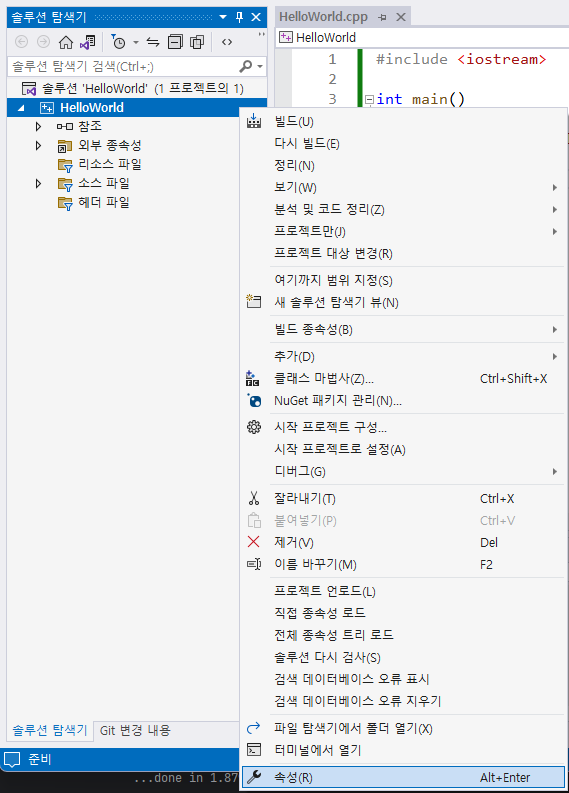 솔루션 탐색기
솔루션 탐색기 검색(Ctrl+;)
솔루션 'HelloWorld' (1 프로젝트의 1)
HelloWorld
참조
외부 종속성
리소스 파일
소스 파일
헤더 파일
HelloWorld.cpp
HelloWorld
1 #include <iostream>
2
3 int main()
빌드(U)
다시 빌드(E)
정리(N)
보기(W)
분석 및 코드 정리(Z)
프로젝트만(J)
프로젝트 대상 변경(R)
여기까지 범위 지정(S)
새 솔루션 탐색기 뷰(N)
빌드 종속성(B)
추가(D)
클래스 마법사(Z)... Ctrl+Shift+X
NuGet 패키지 관리(N)...
시작 프로젝트 구성...
시작 프로젝트로 설정(A)
디버그(G)
잘라내기(T) Ctrl+X
붙여넣기(P) Ctrl+V
제거(V) Del
이름 바꾸기(M) F2
프로젝트 언로드(L)
직접 종속성 로드
전체 종속성 트리 로드
솔루션 다시 검사(S)
검색 데이터베이스 오류 표시
검색 데이터베이스 오류 지우기
파일 탐색기에서 폴더 열기(X)
터미널에서 열기
속성(R) Alt+Enter
솔루션 탐색기 Git 변경 내용
준비
...done in 1.87